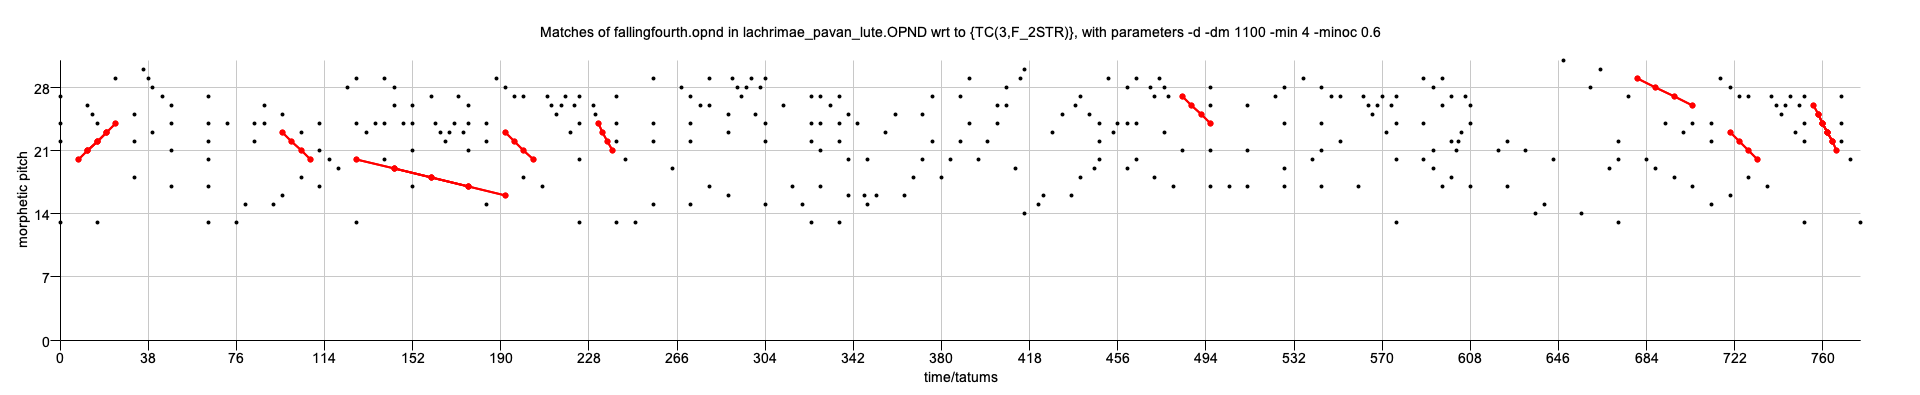 Matches of fallingfourth.opnd in lachrimae_pavan_lute.OPND wrt to {TC(3,F_2STR)}, with parameters -d -dm 1100 -min 4 -minoc 0.6
morphetic pitch
28
21
14
7
0
0 38 76 114 152 190 228 266 304 342 380 418 456 494 532 570 608 646 684 722 760
time/tatums